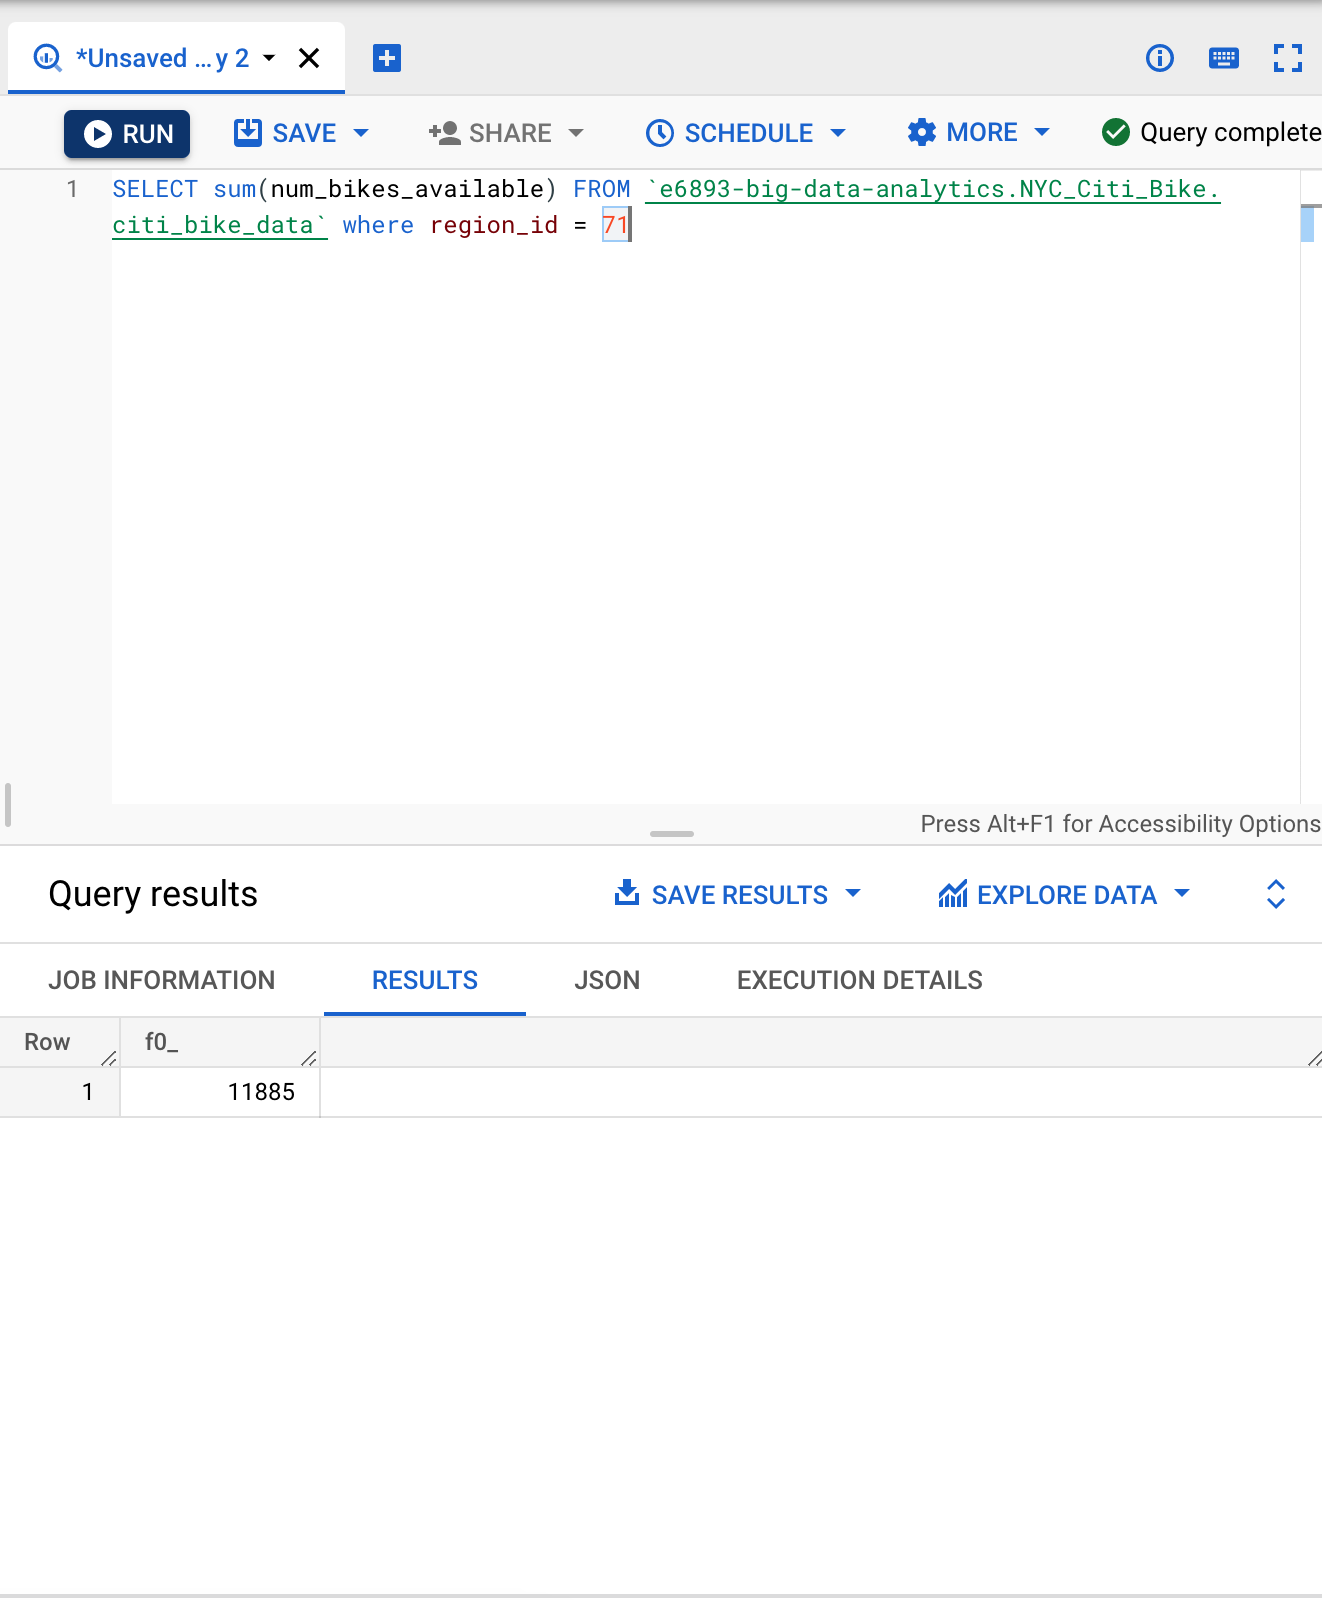 *Unsaved ...y 2
RUN SAVE SHARE SCHEDULE MORE Query complete
1 SELECT sum(num_bikes_available) FROM `e6893-big-data-analytics.NYC_Citi_Bike.
citi_bike_data` where region_id = 71
Press Alt+F1 for Accessibility Options
Query results SAVE RESULTS EXPLORE DATA
JOB INFORMATION RESULTS JSON EXECUTION DETAILS
Row f0_
1 11885